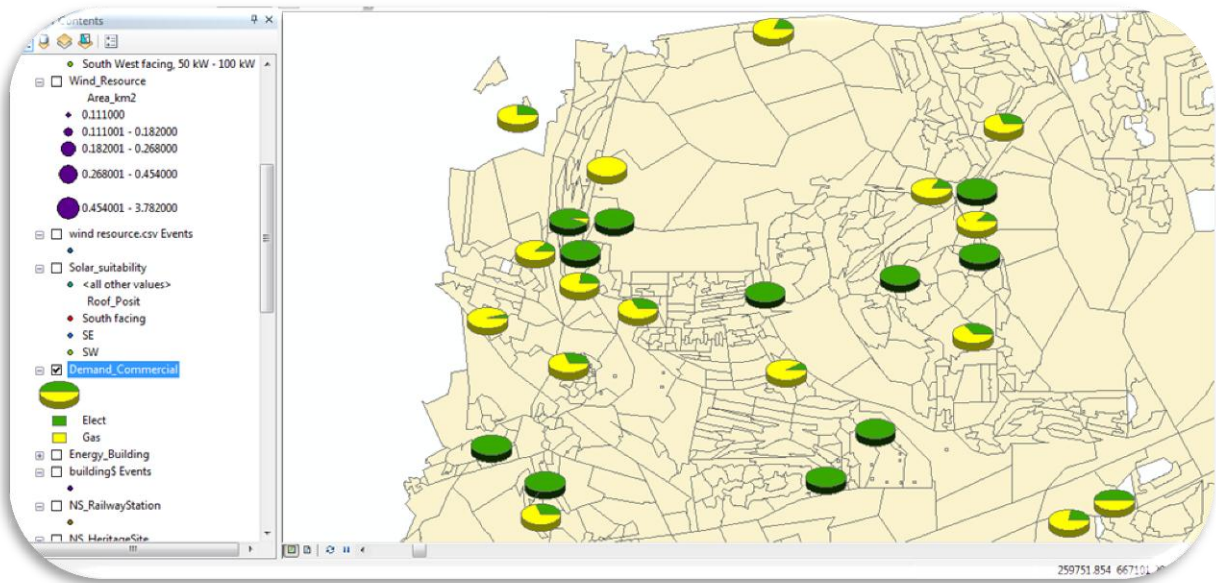 Contents
South West facing, 50 kW - 100 kW
Wind_Resource
Area_km2
0.111000
0.111001 - 0.182000
0.182001 - 0.268000
0.268001 - 0.454000
0.454001 - 3.782000
wind resource.csv Events
Solar_suitability
<all other values>
Roof_Posit
South facing
SE
SW
Demand_Commercial
Elect
Gas
Energy_Building
building$ Events
NS_RailwayStation
NS_HeritageSite
259751.854 667101